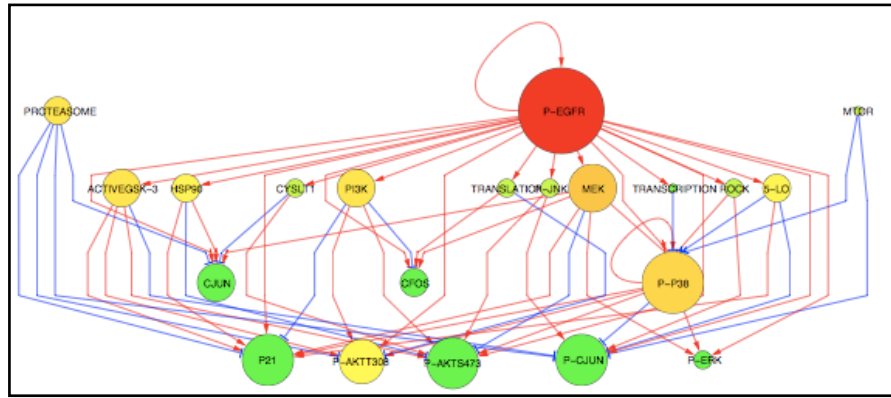 P-EGFR
PROTEASOME
MTOR
ACTIVEGSK-3
HSP90
CYSLT1
PI3K
TRANSLATION
P-JNK
MEK
TRANSCRIPTION
ROCK
5-LO
CJUN
CFOS
P-P38
P21
P-AKTT308
P-AKTS473
P-CJUN
P-ERK